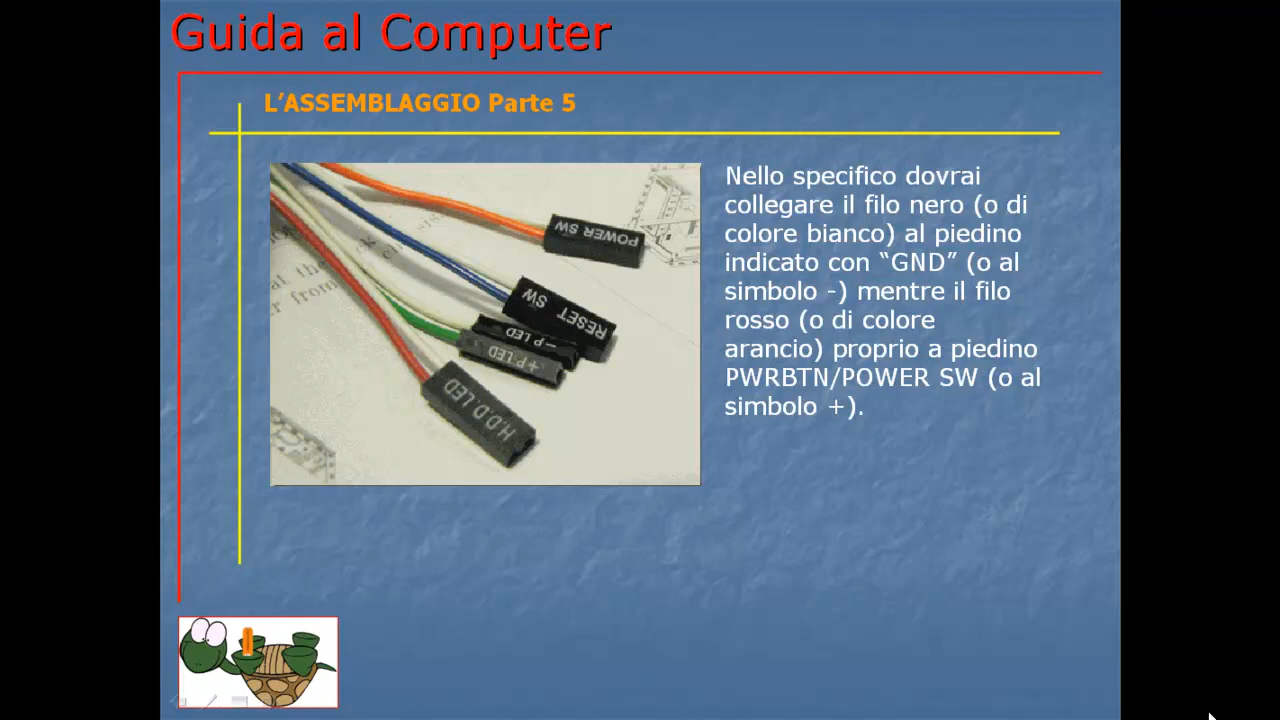 Guida al Computer
L'ASSEMBLAGGIO Parte 5
Nello specifico dovrai
collegare il filo nero (o di
colore bianco) al piedino
indicato con “GND” (o al
simbolo -) mentre il filo
rosso (o di colore
arancio) proprio a piedino
PWRBTN/POWER SW (o al
simbolo +).
POWER SW
RESET
SW
-P LED
+P LED
H.D.D.LED